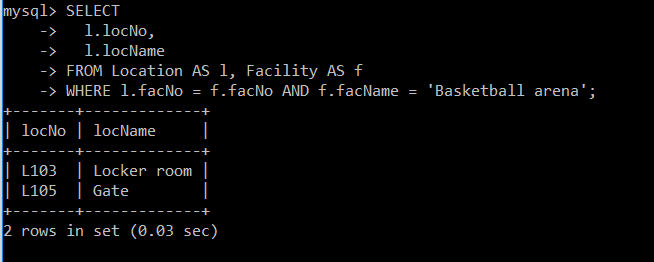 mysql> SELECT
    ->   l.locNo,
    ->   l.locName
    -> FROM Location AS l, Facility AS f
    -> WHERE l.facNo = f.facNo AND f.facName = 'Basketball arena';
+-------+-------------+
| locNo | locName     |
+-------+-------------+
| L103  | Locker room |
| L105  | Gate        |
+-------+-------------+
2 rows in set (0.03 sec)